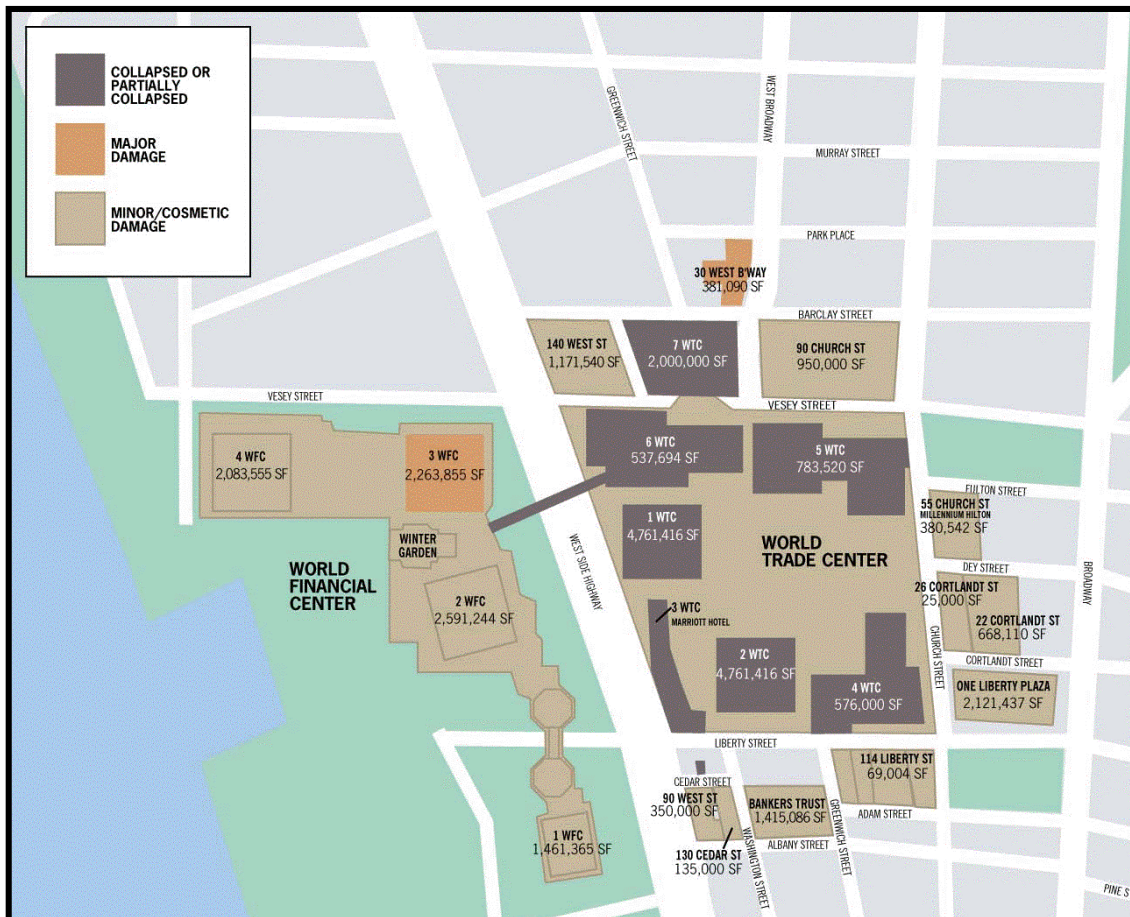 COLLAPSED OR
PARTIALLY
COLLAPSED
MAJOR
DAMAGE
MINOR/COSMETIC
DAMAGE
GREENWICH STREET
WEST BROADWAY
MURRAY STREET
PARK PLACE
30 WEST B'WAY
381,090 SF
BARCLAY STREET
140 WEST ST
1,171,540 SF
7 WTC
2,000,000 SF
90 CHURCH ST
950,000 SF
VESEY STREET
VESEY STREET
4 WFC
2,083,555 SF
3 WFC
2,263,855 SF
6 WTC
537,694 SF
5 WTC
783,520 SF
FULTON STREET
55 CHURCH ST
MILLENNIUM HILTON
380,542 SF
1 WTC
4,761,416 SF
WINTER
GARDEN
WEST SIDE HIGHWAY
WORLD
TRADE CENTER
WORLD
FINANCIAL
CENTER
DEY STREET
BROADWAY
26 CORTLANDT ST
25,000 SF
22 CORTLANDT ST
668,110 SF
2 WFC
2,591,244 SF
3 WTC
MARRIOTT HOTEL
CHURCH STREET
CORTLANDT STREET
2 WTC
4,761,416 SF
4 WTC
576,000 SF
ONE LIBERTY PLAZA
2,121,437 SF
LIBERTY STREET
114 LIBERTY ST
69,004 SF
CEDAR STREET
90 WEST ST
350,000 SF
BANKERS TRUST
1,415,086 SF
GREENWICH STREET
ADAM STREET
1 WFC
1,461,365 SF
130 CEDAR ST
135,000 SF
WASHINGTON STREET
ALBANY STREET
PINE S